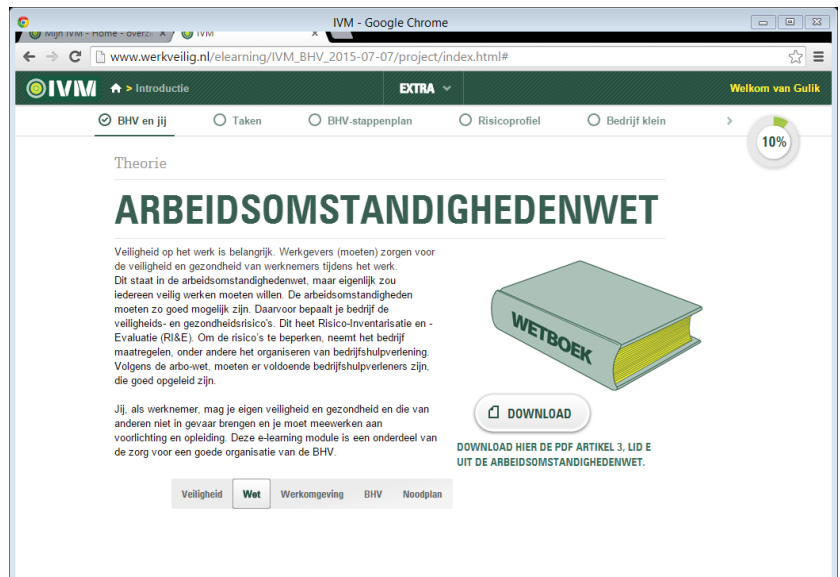 IVM - Google Chrome
Mijn IVM - Home - overzi x
IVM x
www.werkveilig.nl/elearning/IVM_BHV_2015-07-07/project/index.html#
IVM > Introductie EXTRA Welkom van Gulik
BHV en jij Taken BHV-stappenplan Risicoprofiel Bedrijf klein >
10%
Theorie
ARBEIDSOMSTANDIGHEDENWET
Veiligheid op het werk is belangrijk. Werkgevers (moeten) zorgen voor
de veiligheid en gezondheid van werknemers tijdens het werk.
Dit staat in de arbeidsomstandighedenwet, maar eigenlijk zou
iedereen veilig werken moeten willen. De arbeidsomstandigheden
moeten zo goed mogelijk zijn. Daarvoor bepaalt je bedrijf de
veiligheids- en gezondheidsrisico's. Dit heet Risico-Inventarisatie en -
Evaluatie (RI&E). Om de risico's te beperken, neemt het bedrijf
maatregelen, onder andere het organiseren van bedrijfshulpverlening.
Volgens de arbo-wet, moeten er voldoende bedrijfshulpverleners zijn,
die goed opgeleid zijn.
Jij, als werknemer, mag je eigen veiligheid en gezondheid en die van
anderen niet in gevaar brengen en je moet meewerken aan
voorlichting en opleiding. Deze e-learning module is een onderdeel van
de zorg voor een goede organisatie van de BHV.
WETBOEK
DOWNLOAD
DOWNLOAD HIER DE PDF ARTIKEL 3, LID E
UIT DE ARBEIDSOMSTANDIGHEDENWET.
Veiligheid Wet Werkomgeving BHV Noodplan